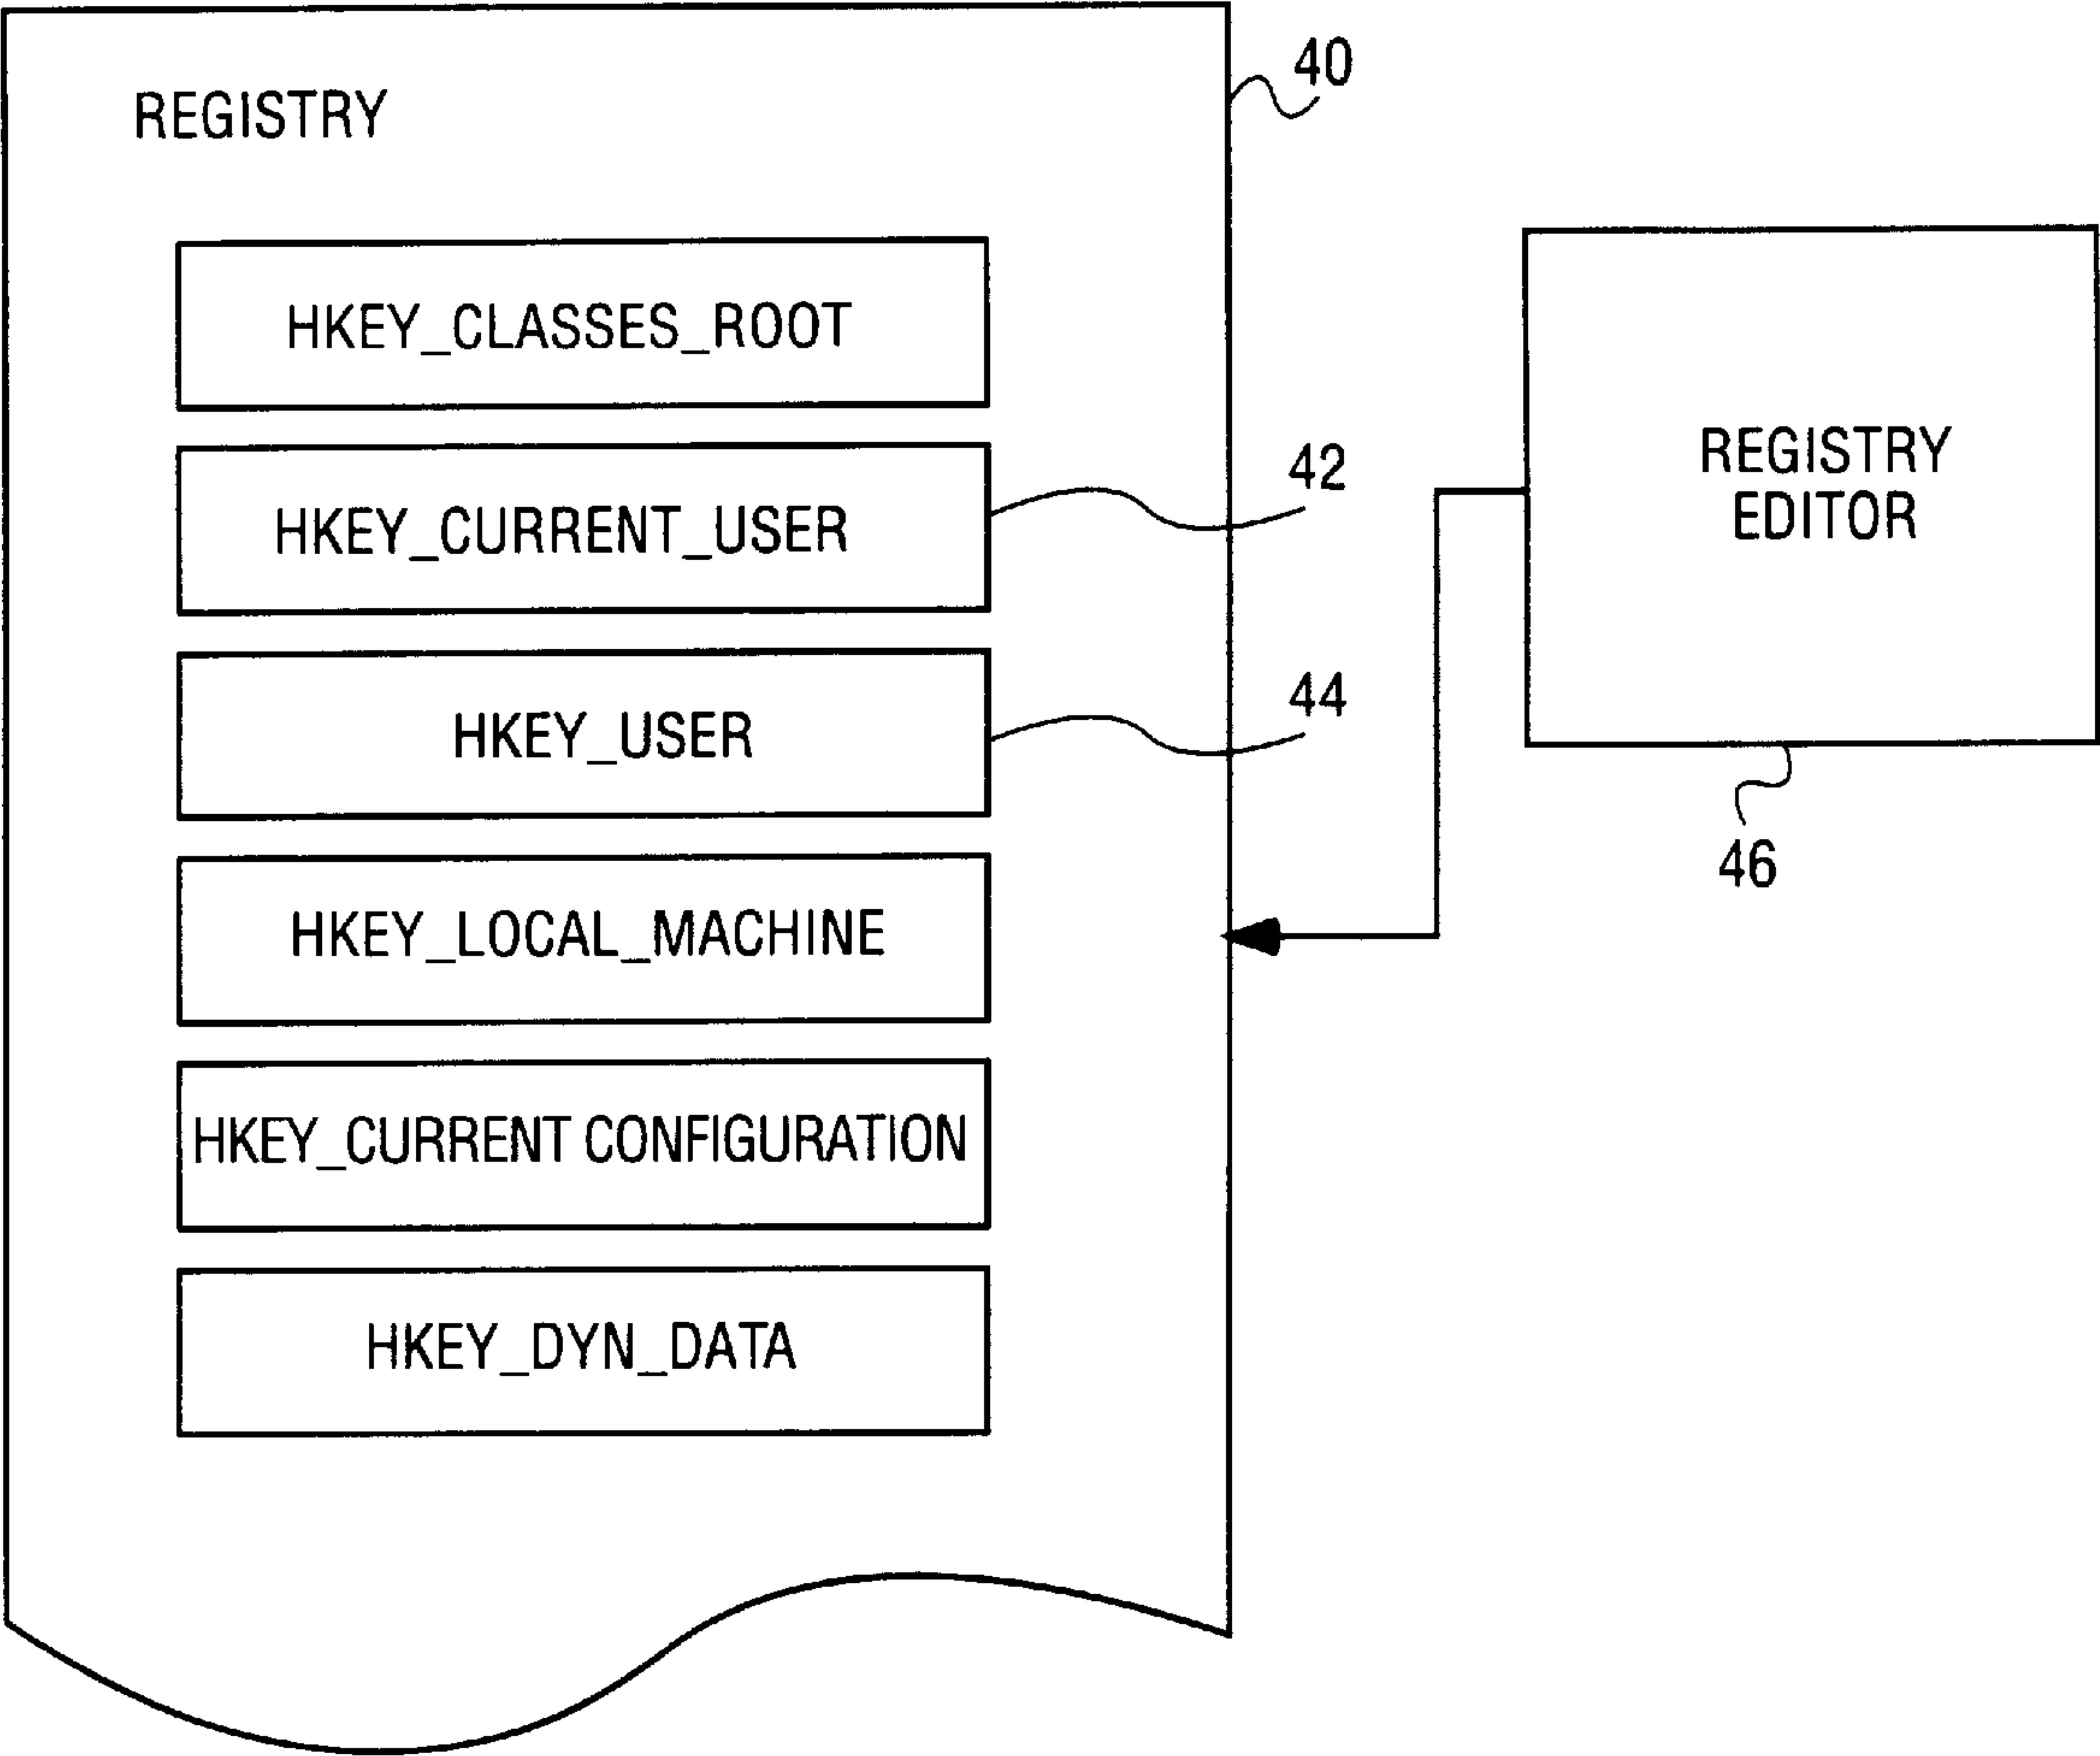 REGISTRY
40
HKEY_CLASSES_ROOT
HKEY_CURRENT_USER
42
HKEY_USER
44
HKEY_LOCAL_MACHINE
HKEY_CURRENT CONFIGURATION
HKEY_DYN_DATA
REGISTRY
EDITOR
46